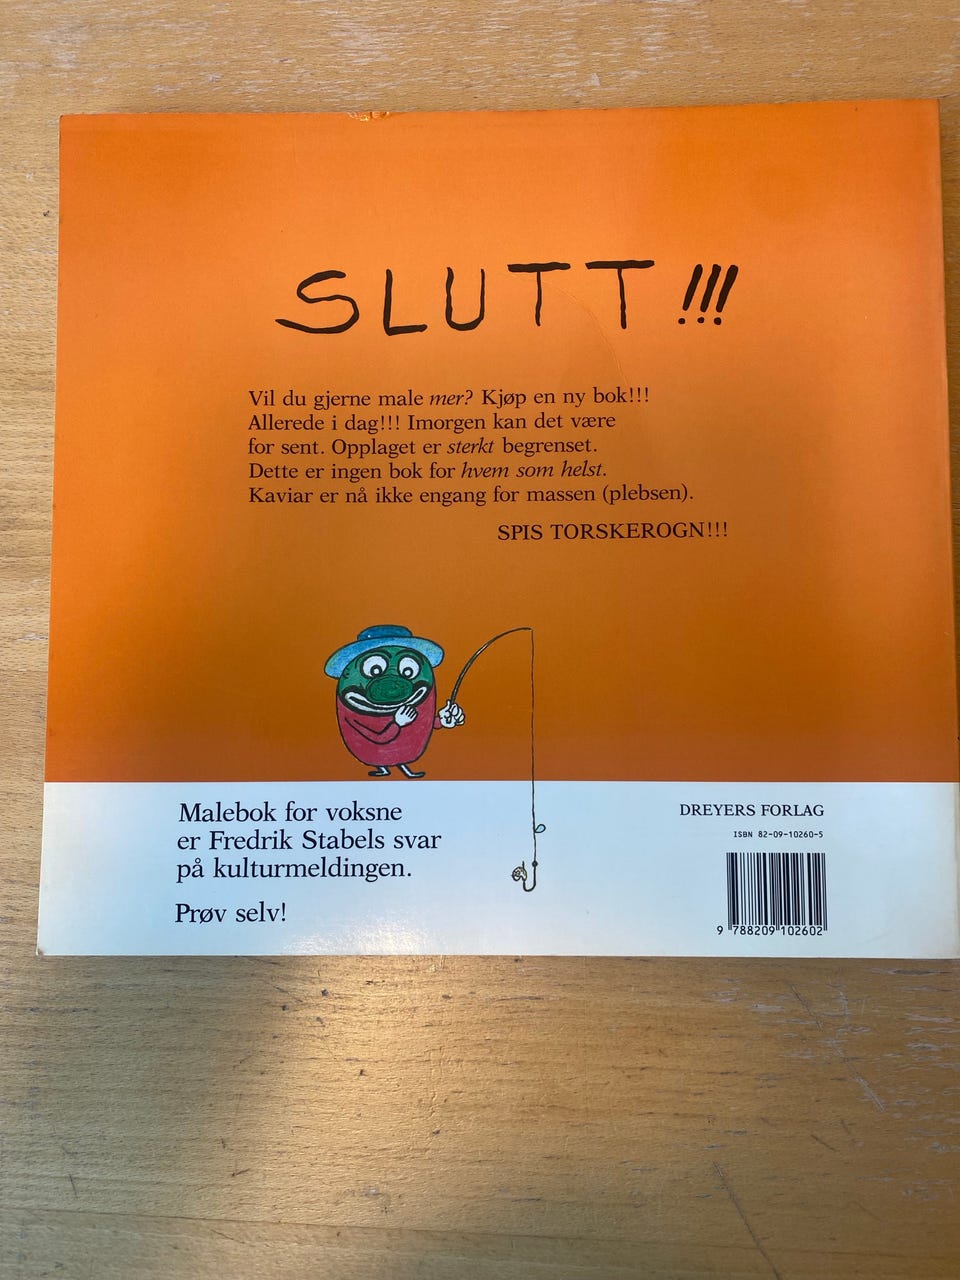 SLUTT!!!
Vil du gjerne male mer? Kjøp en ny bok!!!
Allerede i dag!!! Imorgen kan det være
for sent. Opplaget er sterkt begrenset.
Dette er ingen bok for hvem som helst.
Kaviar er nå ikke engang for massen (plebsen).
SPIS TORSKEROGN!!!
Malebok for voksne
er Fredrik Stabels svar
på kulturmeldingen.
Prøv selv!
DREYERS FORLAG
ISBN 82-09-10260-5
9 788209 102602